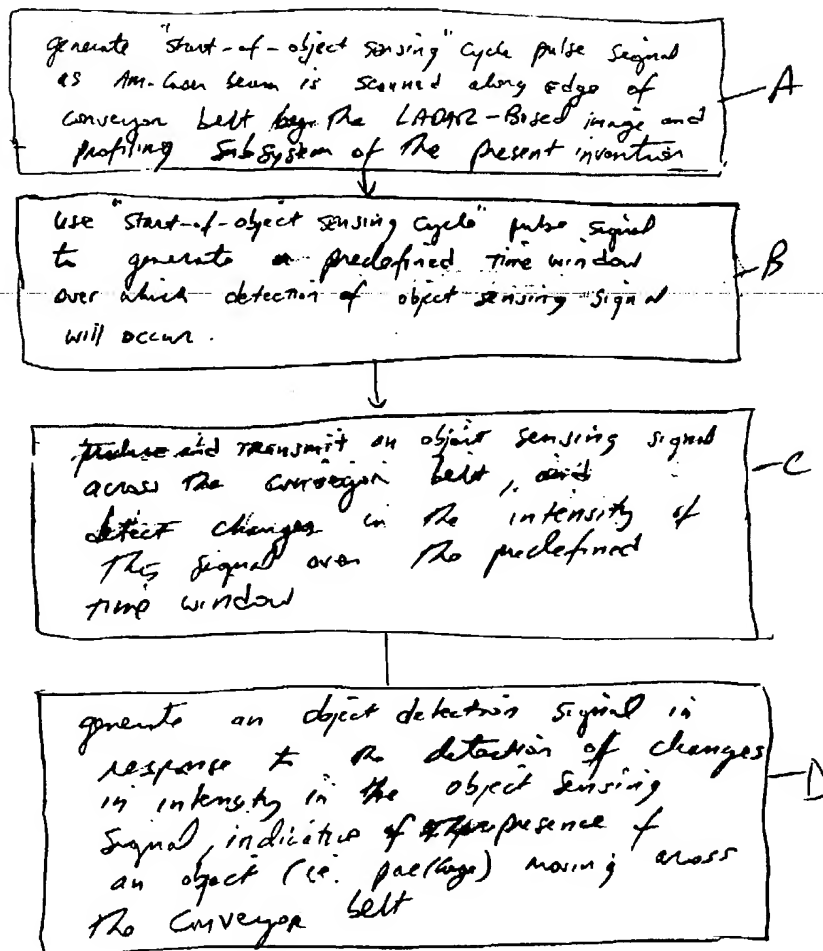 generate "start-of-object sensing" cycle pulse signal
as AM-laser beam is scanned along edge of
conveyor belt by the LADAR-Based image and
profiling subsystem of the present invention
A
use "start-of-object sensing cycle" pulse signal
to generate a predefined time window
over which detection of object sensing signal
will occur.
B
produce and transmit an object sensing signal
across the conveyor belt, and
detect changes in the intensity of
this signal over the predefined
time window
C
generate an object detection signal in
response to the detection of changes
in intensity in the object sensing
signal, indicative of the presence of
an object (ie. package) moving across
the conveyor belt
D